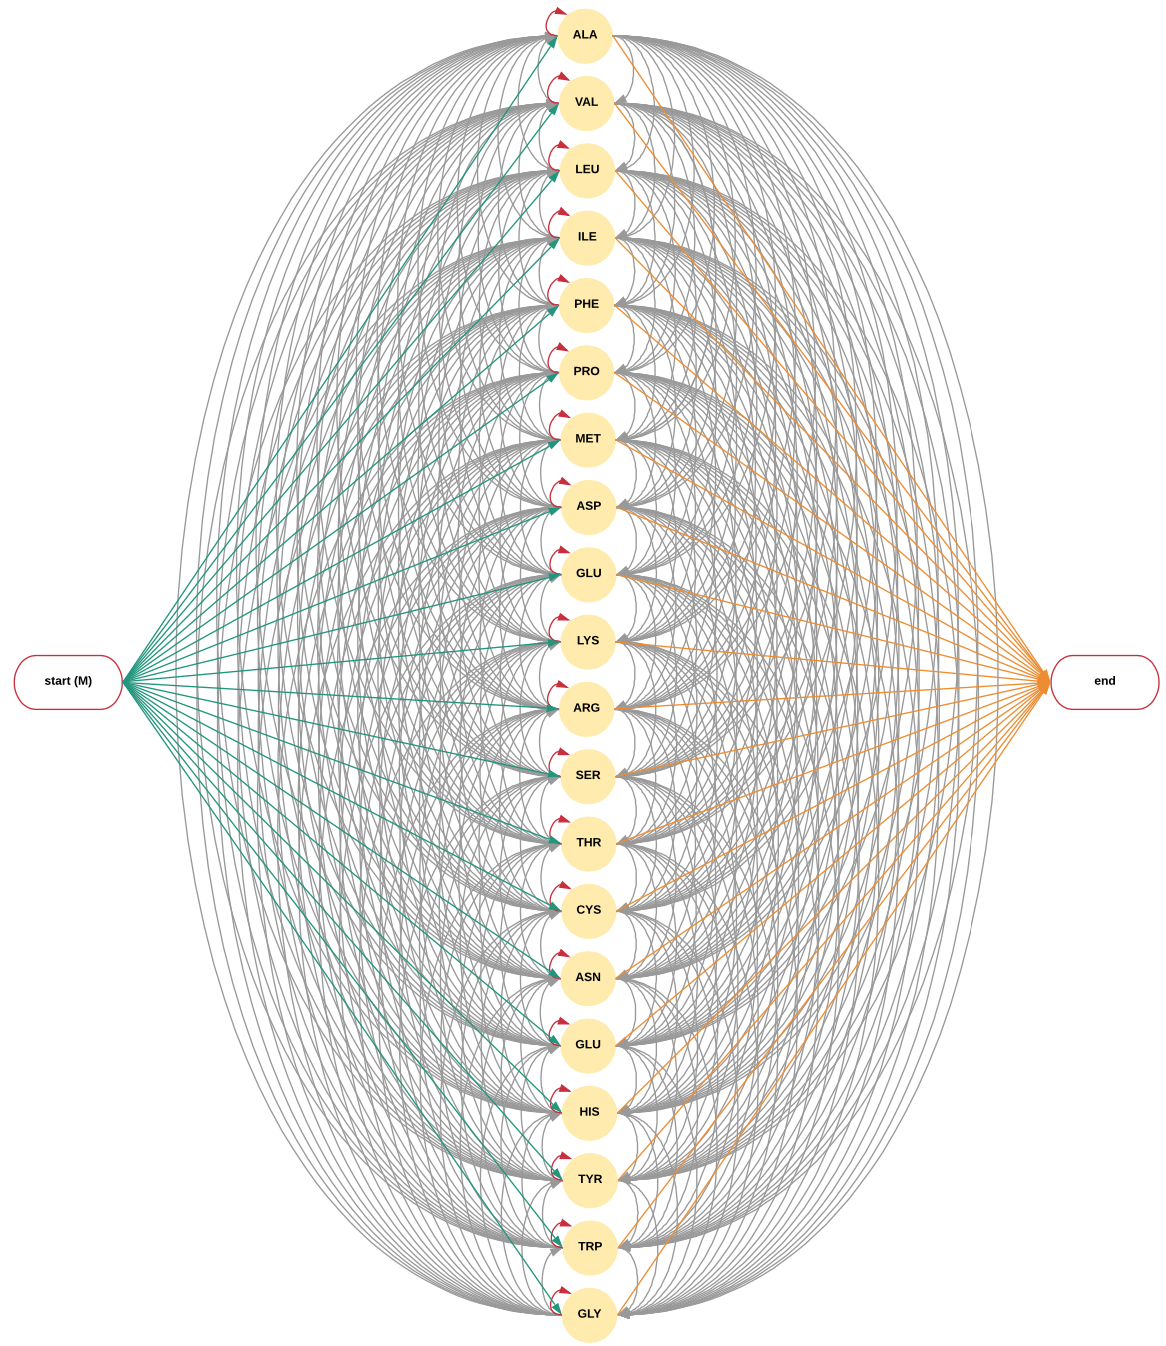 ALA
VAL
LEU
ILE
PHE
PRO
MET
ASP
GLU
LYS
start (M)
end
ARG
SER
THR
CYS
ASN
GLU
HIS
TYR
TRP
GLY